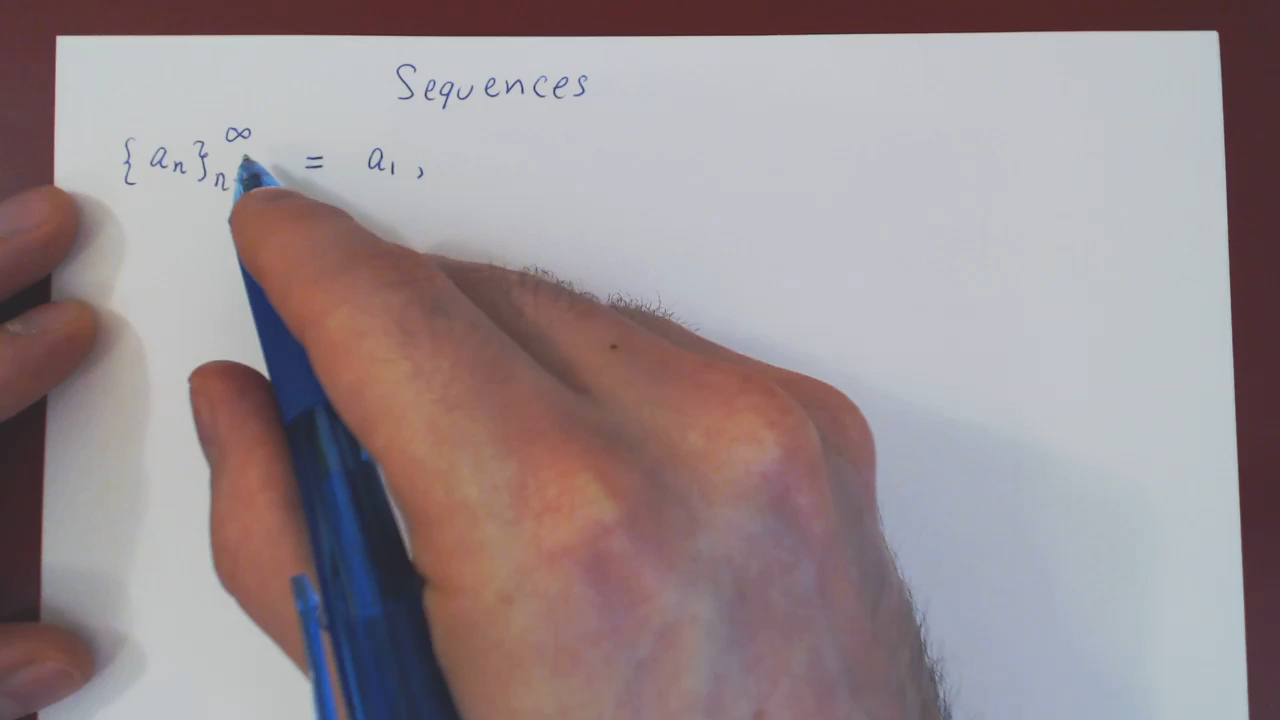 Sequences
{aₙ}ₙ^∞ = a₁,